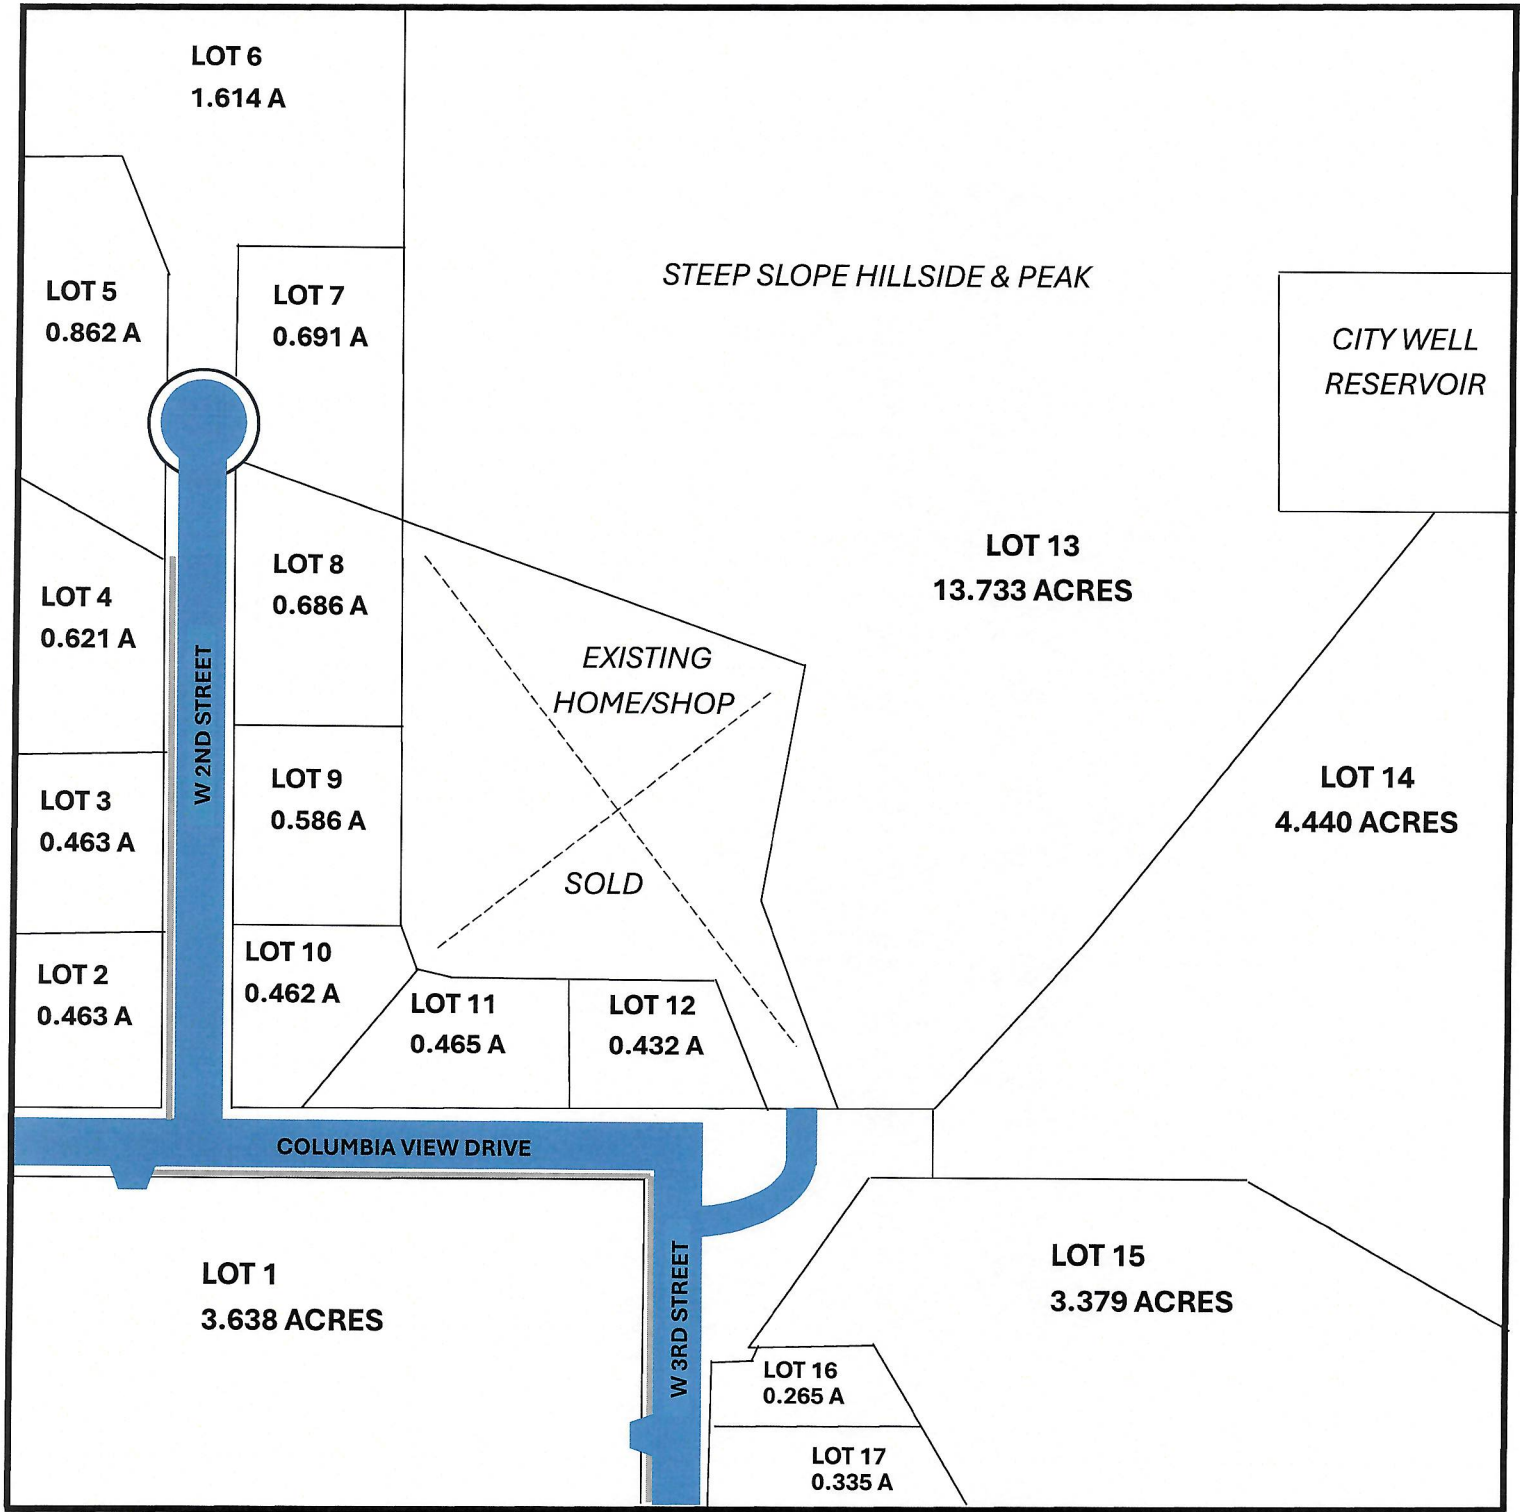 LOT 6
1.614 A
STEEP SLOPE HILLSIDE & PEAK
LOT 5
0.862 A
LOT 7
0.691 A
CITY WELL
RESERVOIR
LOT 13
13.733 ACRES
LOT 8
0.686 A
LOT 4
0.621 A
W 2ND STREET
EXISTING
HOME/SHOP
LOT 9
0.586 A
LOT 14
4.440 ACRES
LOT 3
0.463 A
SOLD
LOT 2
0.463 A
LOT 10
0.462 A
LOT 11
0.465 A
LOT 12
0.432 A
COLUMBIA VIEW DRIVE
LOT 1
3.638 ACRES
W 3RD STREET
LOT 15
3.379 ACRES
LOT 16
0.265 A
LOT 17
0.335 A